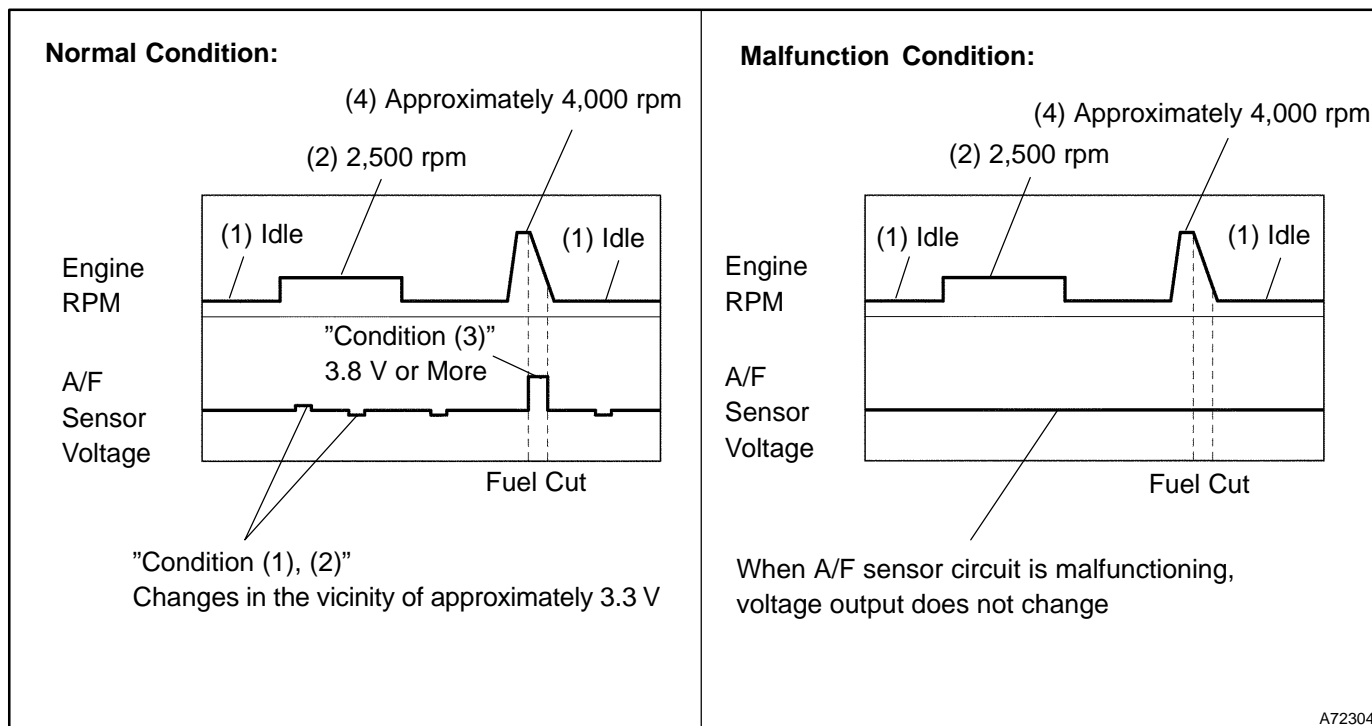 Normal Condition:
(4) Approximately 4,000 rpm
(2) 2,500 rpm
(1) Idle
(1) Idle
Engine
RPM
”Condition (3)”
3.8 V or More
A/F
Sensor
Voltage
Fuel Cut
”Condition (1), (2)”
Changes in the vicinity of approximately 3.3 V
Malfunction Condition:
(4) Approximately 4,000 rpm
(2) 2,500 rpm
(1) Idle
(1) Idle
Engine
RPM
A/F
Sensor
Voltage
Fuel Cut
When A/F sensor circuit is malfunctioning,
voltage output does not change
A72304